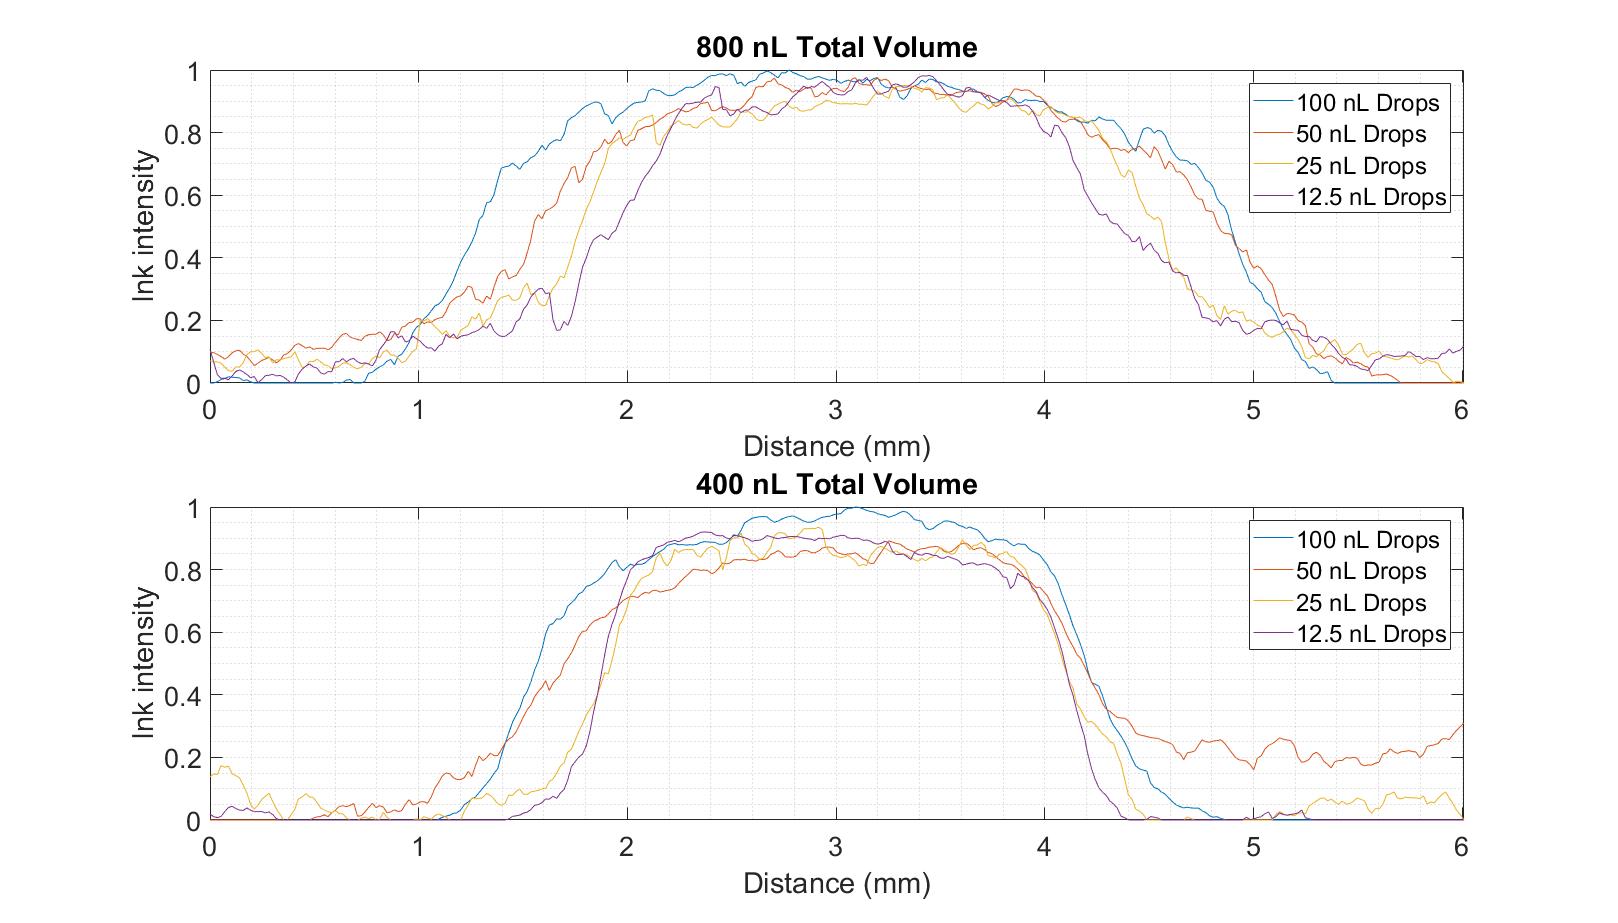 800 nL Total Volume
1
0.8
0.6
0.4
0.2
0
Ink intensity
100 nL Drops
50 nL Drops
25 nL Drops
12.5 nL Drops
0 1 2 3 4 5 6
Distance (mm)
400 nL Total Volume
1
0.8
0.6
0.4
0.2
0
Ink intensity
100 nL Drops
50 nL Drops
25 nL Drops
12.5 nL Drops
0 1 2 3 4 5 6
Distance (mm)